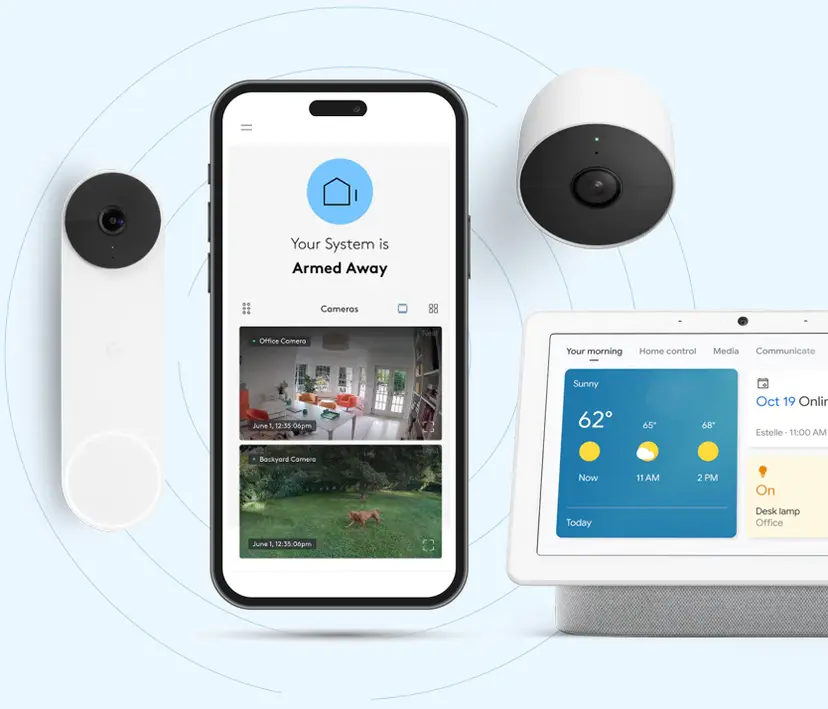 Your System is
Armed Away
Cameras
Office Camera
June 1, 12:35:06pm
Backyard Camera
June 1, 12:35:06pm
Your morning
Home control
Media
Communicate
Sunny
62°
65°
68°
Now
11 AM
2 PM
Today
Oct 19 Onlin
Estelle · 11:00 AM
On
Desk lamp
Office